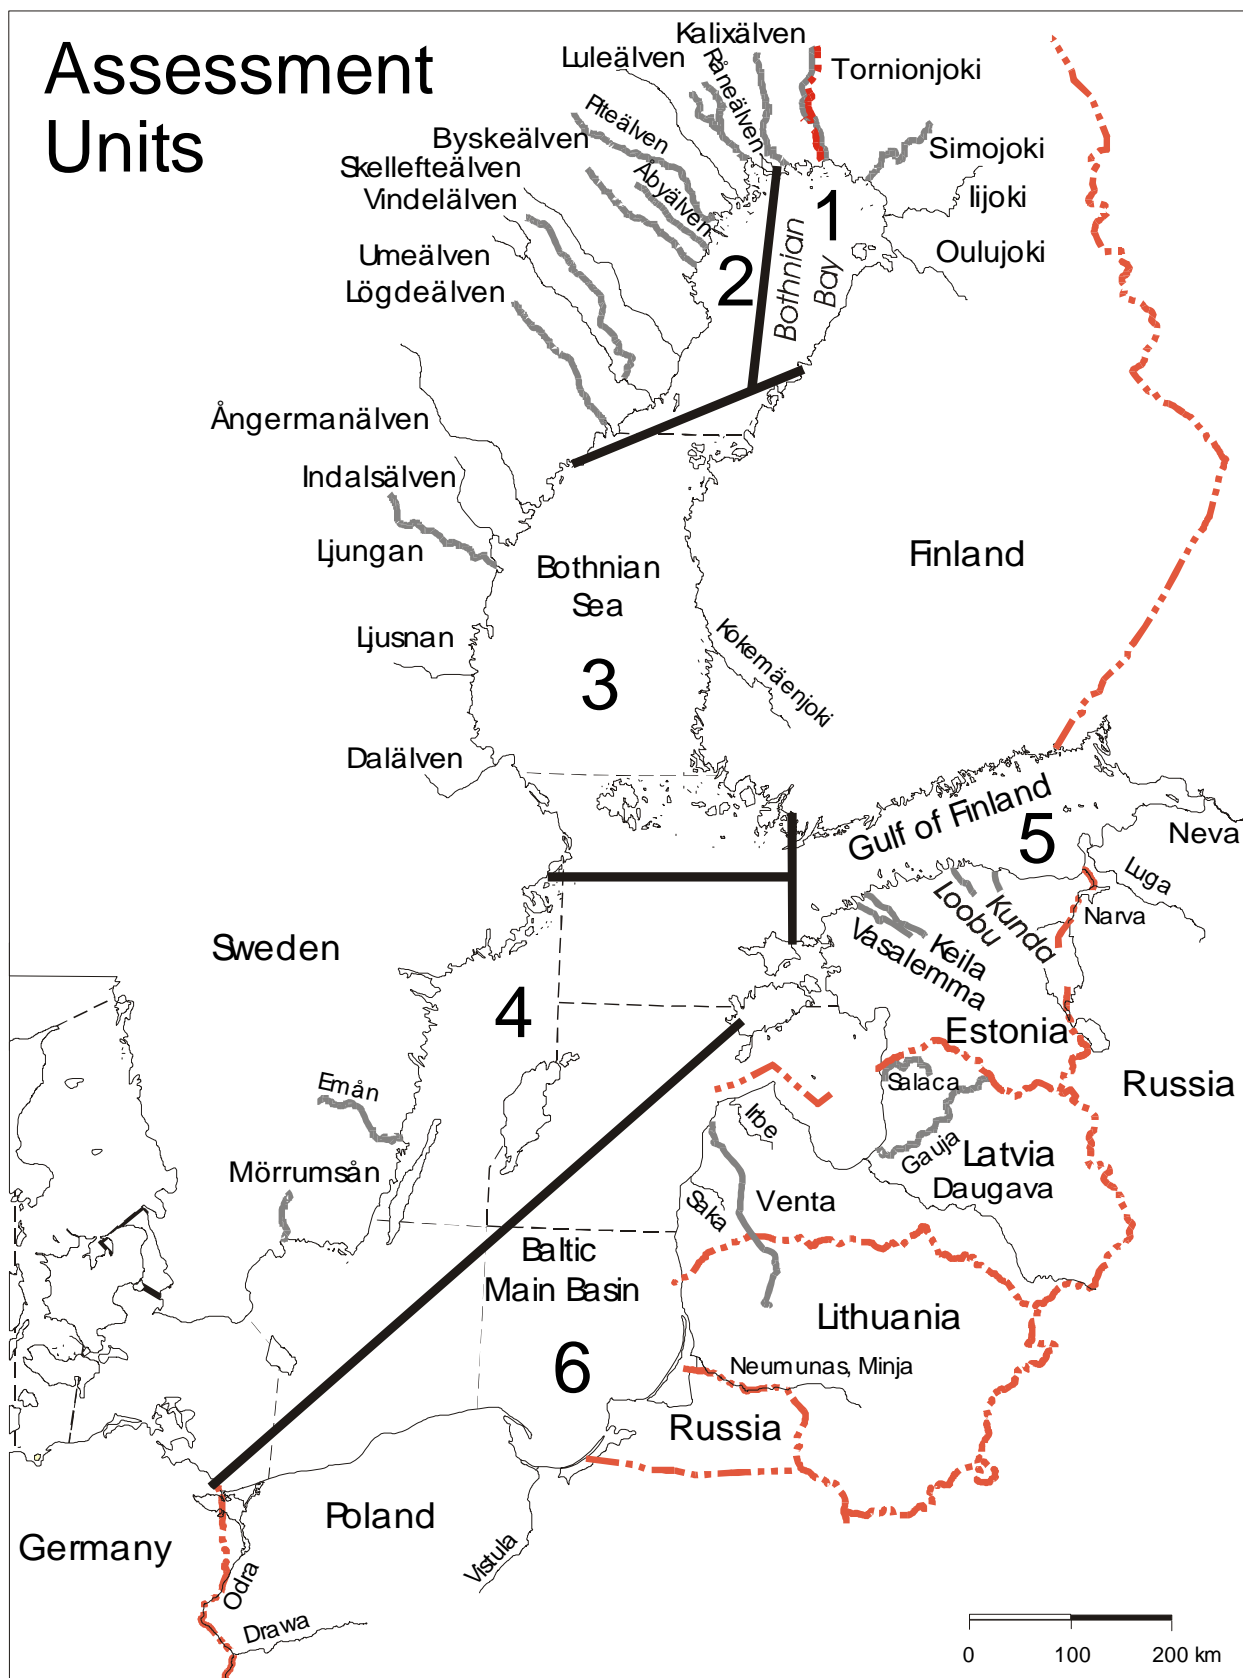 Assessment
Units
Kalixälven
Luleälven
Råneälven
Tornionjoki
Piteälven
Byskeälven
Simojoki
Skellefteälven
Åbyälven
Vindelälven
Iijoki
1
Umeälven
Oulujoki
2
Bothnian
Bay
Lögdeälven
Ångermanälven
Indalsälven
Ljungan
Bothnian
Sea
Finland
Ljusnan
Kokemäenjoki
3
Dalälven
Gulf of Finland
5
Neva
Luga
Narva
Loobu
Kunda
Keila
Vasalemma
Sweden
4
Estonia
Emån
Salaca
Russia
Irbe
Gauja
Latvia
Mörrumsån
Daugava
Saka
Venta
Baltic
Main Basin
Lithuania
6
Neumunas, Minja
Russia
Poland
Germany
Vistula
Odra
Drawa
0 100 200 km